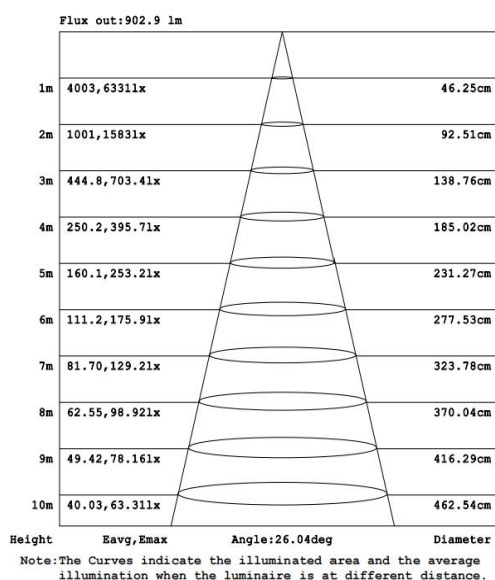 Flux out:902.9 lm
1m 4003,6331lx 46.25cm
2m 1001,1583lx 92.51cm
3m 444.8,703.4lx 138.76cm
4m 250.2,395.7lx 185.02cm
5m 160.1,253.2lx 231.27cm
6m 111.2,175.9lx 277.53cm
7m 81.70,129.2lx 323.78cm
8m 62.55,98.92lx 370.04cm
9m 49.42,78.16lx 416.29cm
10m 40.03,63.31lx 462.54cm
Height Eavg,Emax Angle:26.04deg Diameter
Note:The Curves indicate the illuminated area and the average
illumination when the luminaire is at different distance.